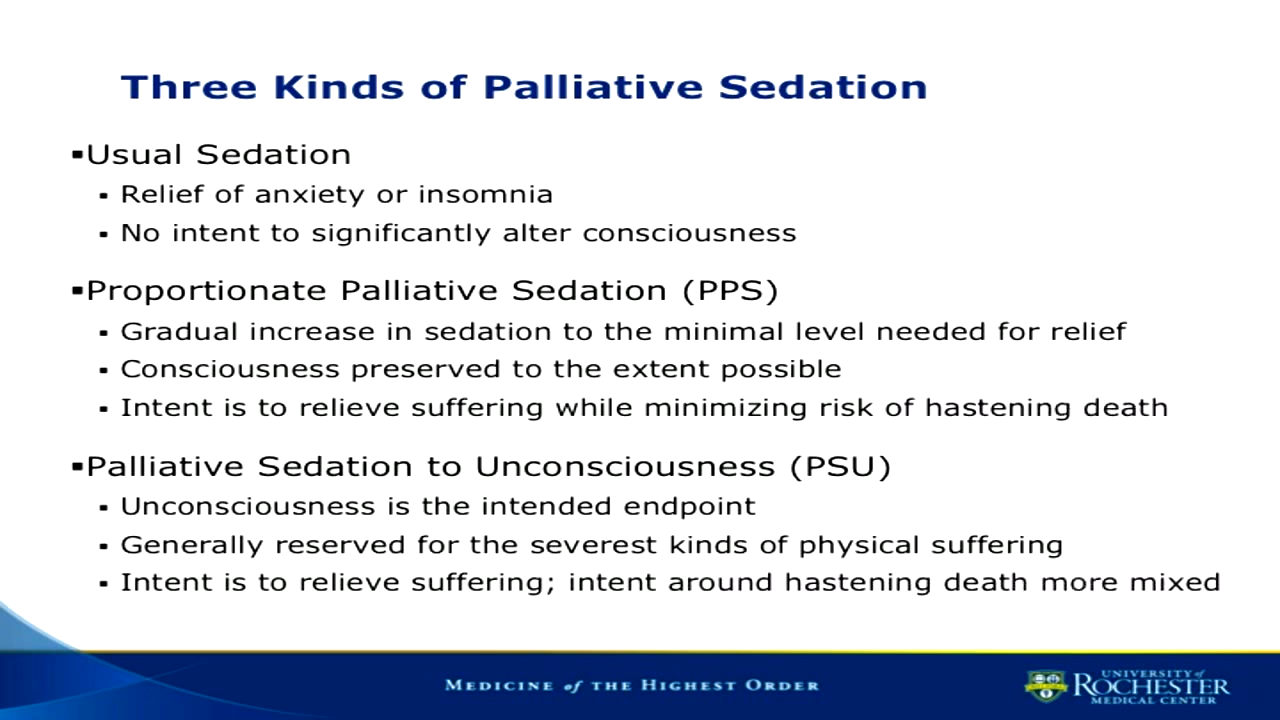 Three Kinds of Palliative Sedation
▪Usual Sedation
▪ Relief of anxiety or insomnia
▪ No intent to significantly alter consciousness
▪Proportionate Palliative Sedation (PPS)
▪ Gradual increase in sedation to the minimal level needed for relief
▪ Consciousness preserved to the extent possible
▪ Intent is to relieve suffering while minimizing risk of hastening death
▪Palliative Sedation to Unconsciousness (PSU)
▪ Unconsciousness is the intended endpoint
▪ Generally reserved for the severest kinds of physical suffering
▪ Intent is to relieve suffering; intent around hastening death more mixed
MEDICINE of THE HIGHEST ORDER
UNIVERSITY of
ROCHESTER
MEDICAL CENTER